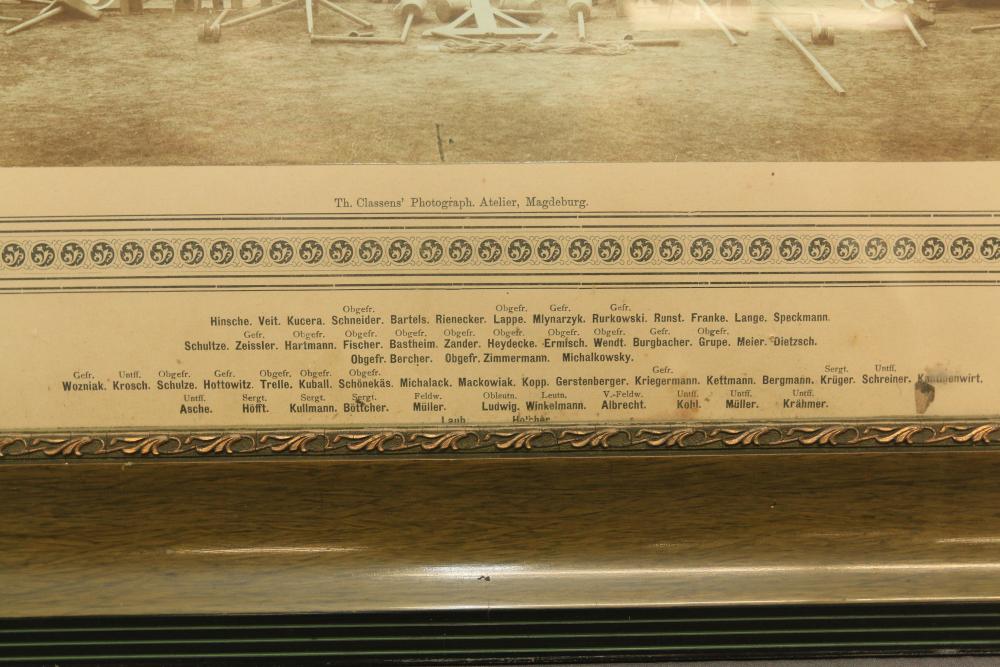 Th. Classens' Photograph. Atelier, Magdeburg.
Obgefr. Obgefr. Gefr. Gefr.
Hinsche. Veit. Kucera. Schneider. Bartels. Rienecker. Lappe. Mlynarzyk. Rurkowski. Runst. Franke. Lange. Speckmann.
Gefr. Obgefr. Obgefr. Obgefr. Obgefr. Obgefr. Obgefr. Obgefr. Gefr. Obgefr.
Schultze. Zeissler. Hartmann. Fischer. Bastheim. Zander. Heydecke. Ermisch. Wendt. Burgbacher. Grupe. Meier. Dietzsch.
Obgefr. Bercher. Obgefr. Zimmermann. Michalkowsky.
Gefr. Untff. Obgefr. Gefr. Obgefr. Obgefr. Obgefr. Gefr. Sergt. Untff.
Wozniak. Krosch. Schulze. Hottowitz. Trelle. Kuball. Schönekäs. Michalack. Mackowiak. Kopp. Gerstenberger. Kriegermann. Kettmann. Bergmann. Krüger. Schreiner.
Untff. Sergt. Sergt. Sergt. Feldw. Obleutn. Leutn. V.-Feldw. Untff. Untff. Untff.
Asche. Höfft. Kullmann. Böttcher. Müller. Ludwig. Winkelmann. Albrecht. Kohl. Müller. Krähmer.